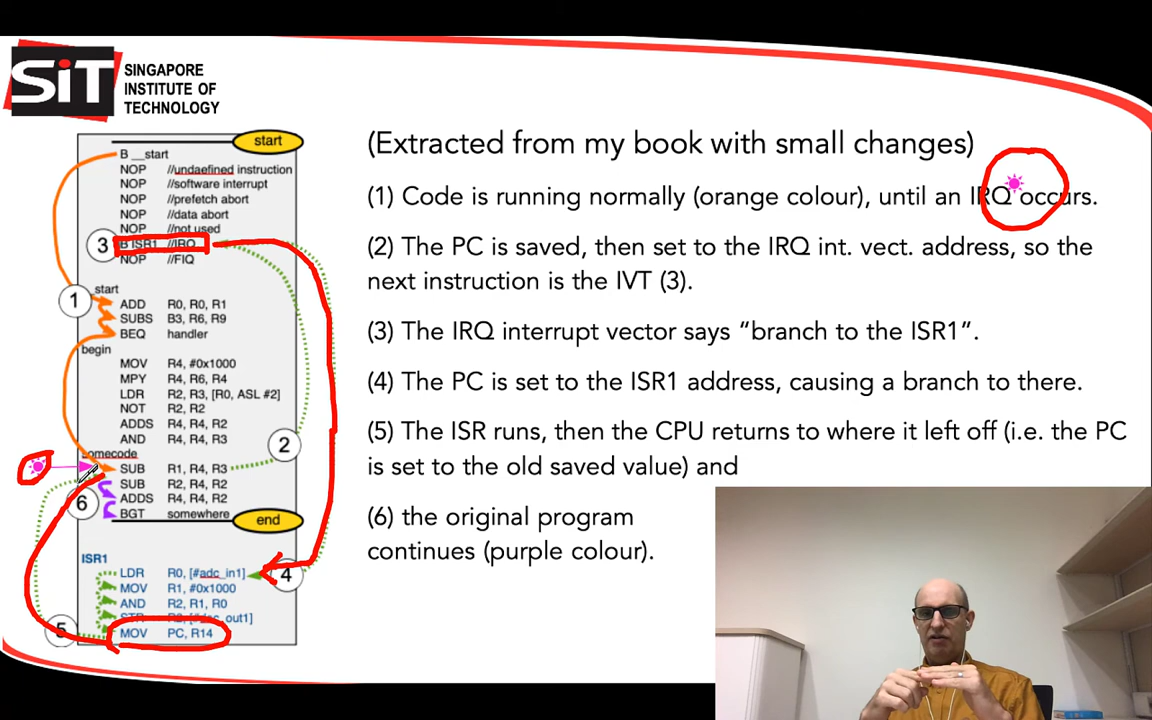 SiT
SINGAPORE
INSTITUTE OF
TECHNOLOGY
start
B __start
NOP //undaefined instruction
NOP //software interrupt
NOP //prefetch abort
NOP //data abort
NOP //not used
3 B ISR1 //IRQ
NOP //FIQ
start
1
ADD R0, R0, R1
SUBS B3, R6, R9
BEQ handler
begin
MOV R4, #0x1000
MPY R4, R6, R4
LDR R2, R3, [R0, ASL #2]
NOT R2, R2
ADDS R4, R4, R2
AND R4, R4, R3
2
somecode
SUB R1, R4, R3
SUB R2, R4, R2
6
ADDS R4, R4, R2
BGT somewhere
end
ISR1
LDR R0, [#adc_in1]
4
MOV R1, #0x1000
AND R2, R1, R0
5
MOV PC, R14
(Extracted from my book with small changes)
(1) Code is running normally (orange colour), until an IRQ occurs.
(2) The PC is saved, then set to the IRQ int. vect. address, so the
next instruction is the IVT (3).
(3) The IRQ interrupt vector says “branch to the ISR1”.
(4) The PC is set to the ISR1 address, causing a branch to there.
(5) The ISR runs, then the CPU returns to where it left off (i.e. the PC
is set to the old saved value) and
(6) the original program
continues (purple colour).